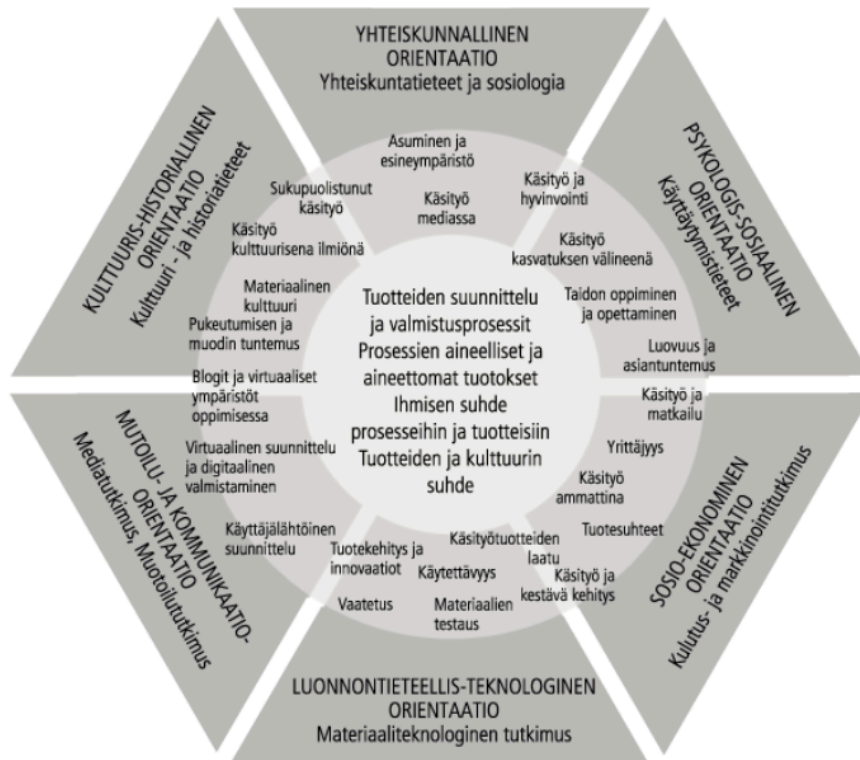 YHTEISKUNNALLINEN
ORIENTAATIO
Yhteiskuntatieteet ja sosiologia
PSYKOLOGIS-SOSIAALINEN
ORIENTAATIO
Käyttäytymistieteet
SOSIO-EKONOMINEN
ORIENTAATIO
Kulutus- ja markkinointitutkimus
LUONNONTIETEELLIS-TEKNOLOGINEN
ORIENTAATIO
Materiaaliteknologinen tutkimus
MUTOILU- JA KOMMUNIKAATIO-
ORIENTAATIO
Mediatutkimus, Muotoilututkimus
KULTTUURIS-HISTORIALLINEN
ORIENTAATIO
Kulttuuri - ja historiatieteet
Asuminen ja
esineympäristö
Käsityö
mediassa
Käsityö ja
hyvinvointi
Käsityö
kasvatuksen välineenä
Taidon oppiminen
ja opettaminen
Luovuus ja
asiantuntemus
Käsityö ja
matkailu
Yrittäjyys
Käsityö
ammattina
Tuotesuhteet
Käsityö ja
kestävä kehitys
Käsityötuotteiden
laatu
Käytettävyys
Materiaalien
testaus
Tuotekehitys ja
innovaatiot
Vaatetus
Käyttäjälähtöinen
suunnittelu
Virtuaalinen suunnittelu
ja digitaalinen
valmistaminen
Blogit ja virtuaaliset
ympäristöt
oppimisessa
Pukeutumisen ja
muodin tuntemus
Materiaalinen
kulttuuri
Käsityö
kulttuurisena ilmiönä
Sukupuolistunut
käsityö
Tuotteiden suunnittelu
ja valmistusprosessit
Prosessien aineelliset ja
aineettomat tuotokset
Ihmisen suhde
prosesseihin ja tuotteisiin
Tuotteiden ja kulttuurin
suhde